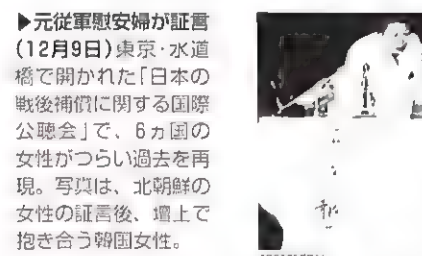 ▶元従軍慰安婦が証言
(12月9日)東京・水道
橋で開かれた「日本の
戦後補償に関する国際
公聴会」で、6ヵ国の
女性がつらい過去を再
現。写真は、北朝鮮の
女性の証言後、壇上で
抱き合う韓国女性。